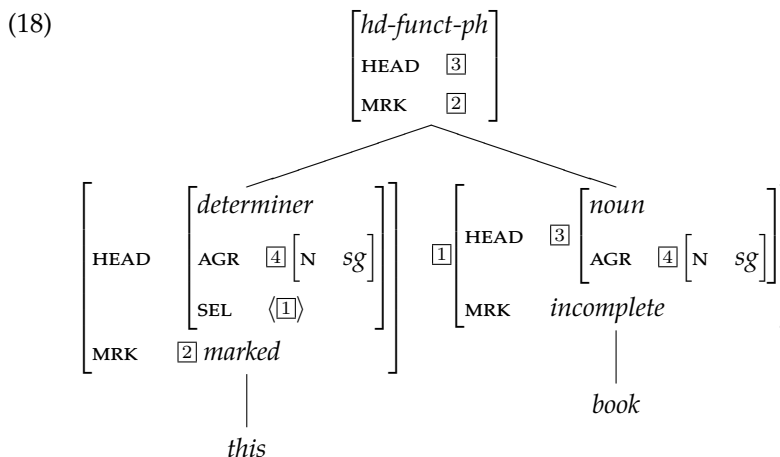 (18)
hd-funct-ph
HEAD 3
MRK 2
determiner
HEAD AGR 4 [N sg]
SEL ⟨1⟩
MRK 2 marked
this
1
noun
HEAD 3 AGR 4 [N sg]
MRK incomplete
book